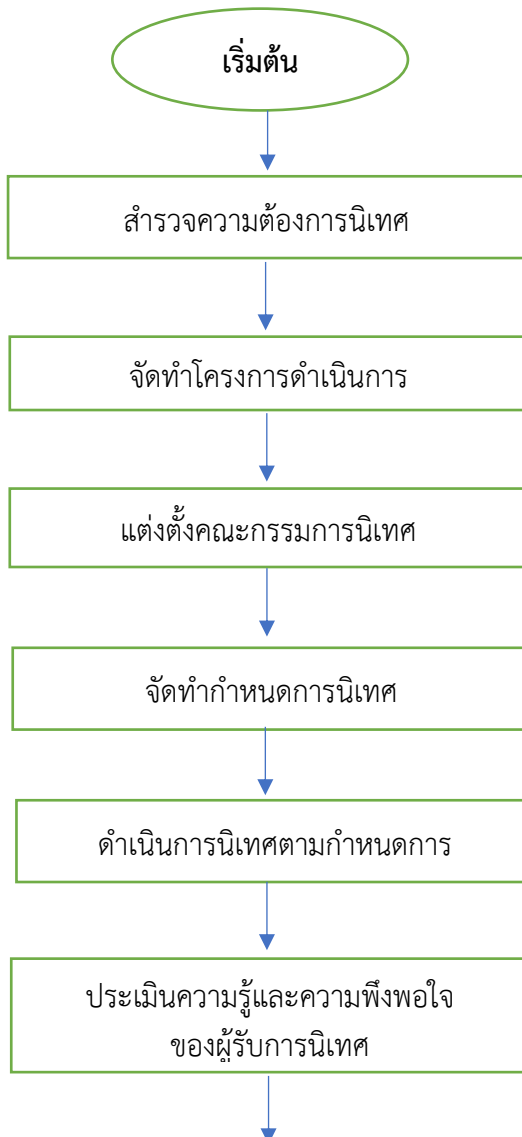 เริ่มต้น
สำรวจความต้องการนิเทศ
จัดทำโครงการดำเนินการ
แต่งตั้งคณะกรรมการนิเทศ
จัดทำกำหนดการนิเทศ
ดำเนินการนิเทศตามกำหนดการ
ประเมินความรู้และความพึงพอใจ
ของผู้รับการนิเทศ